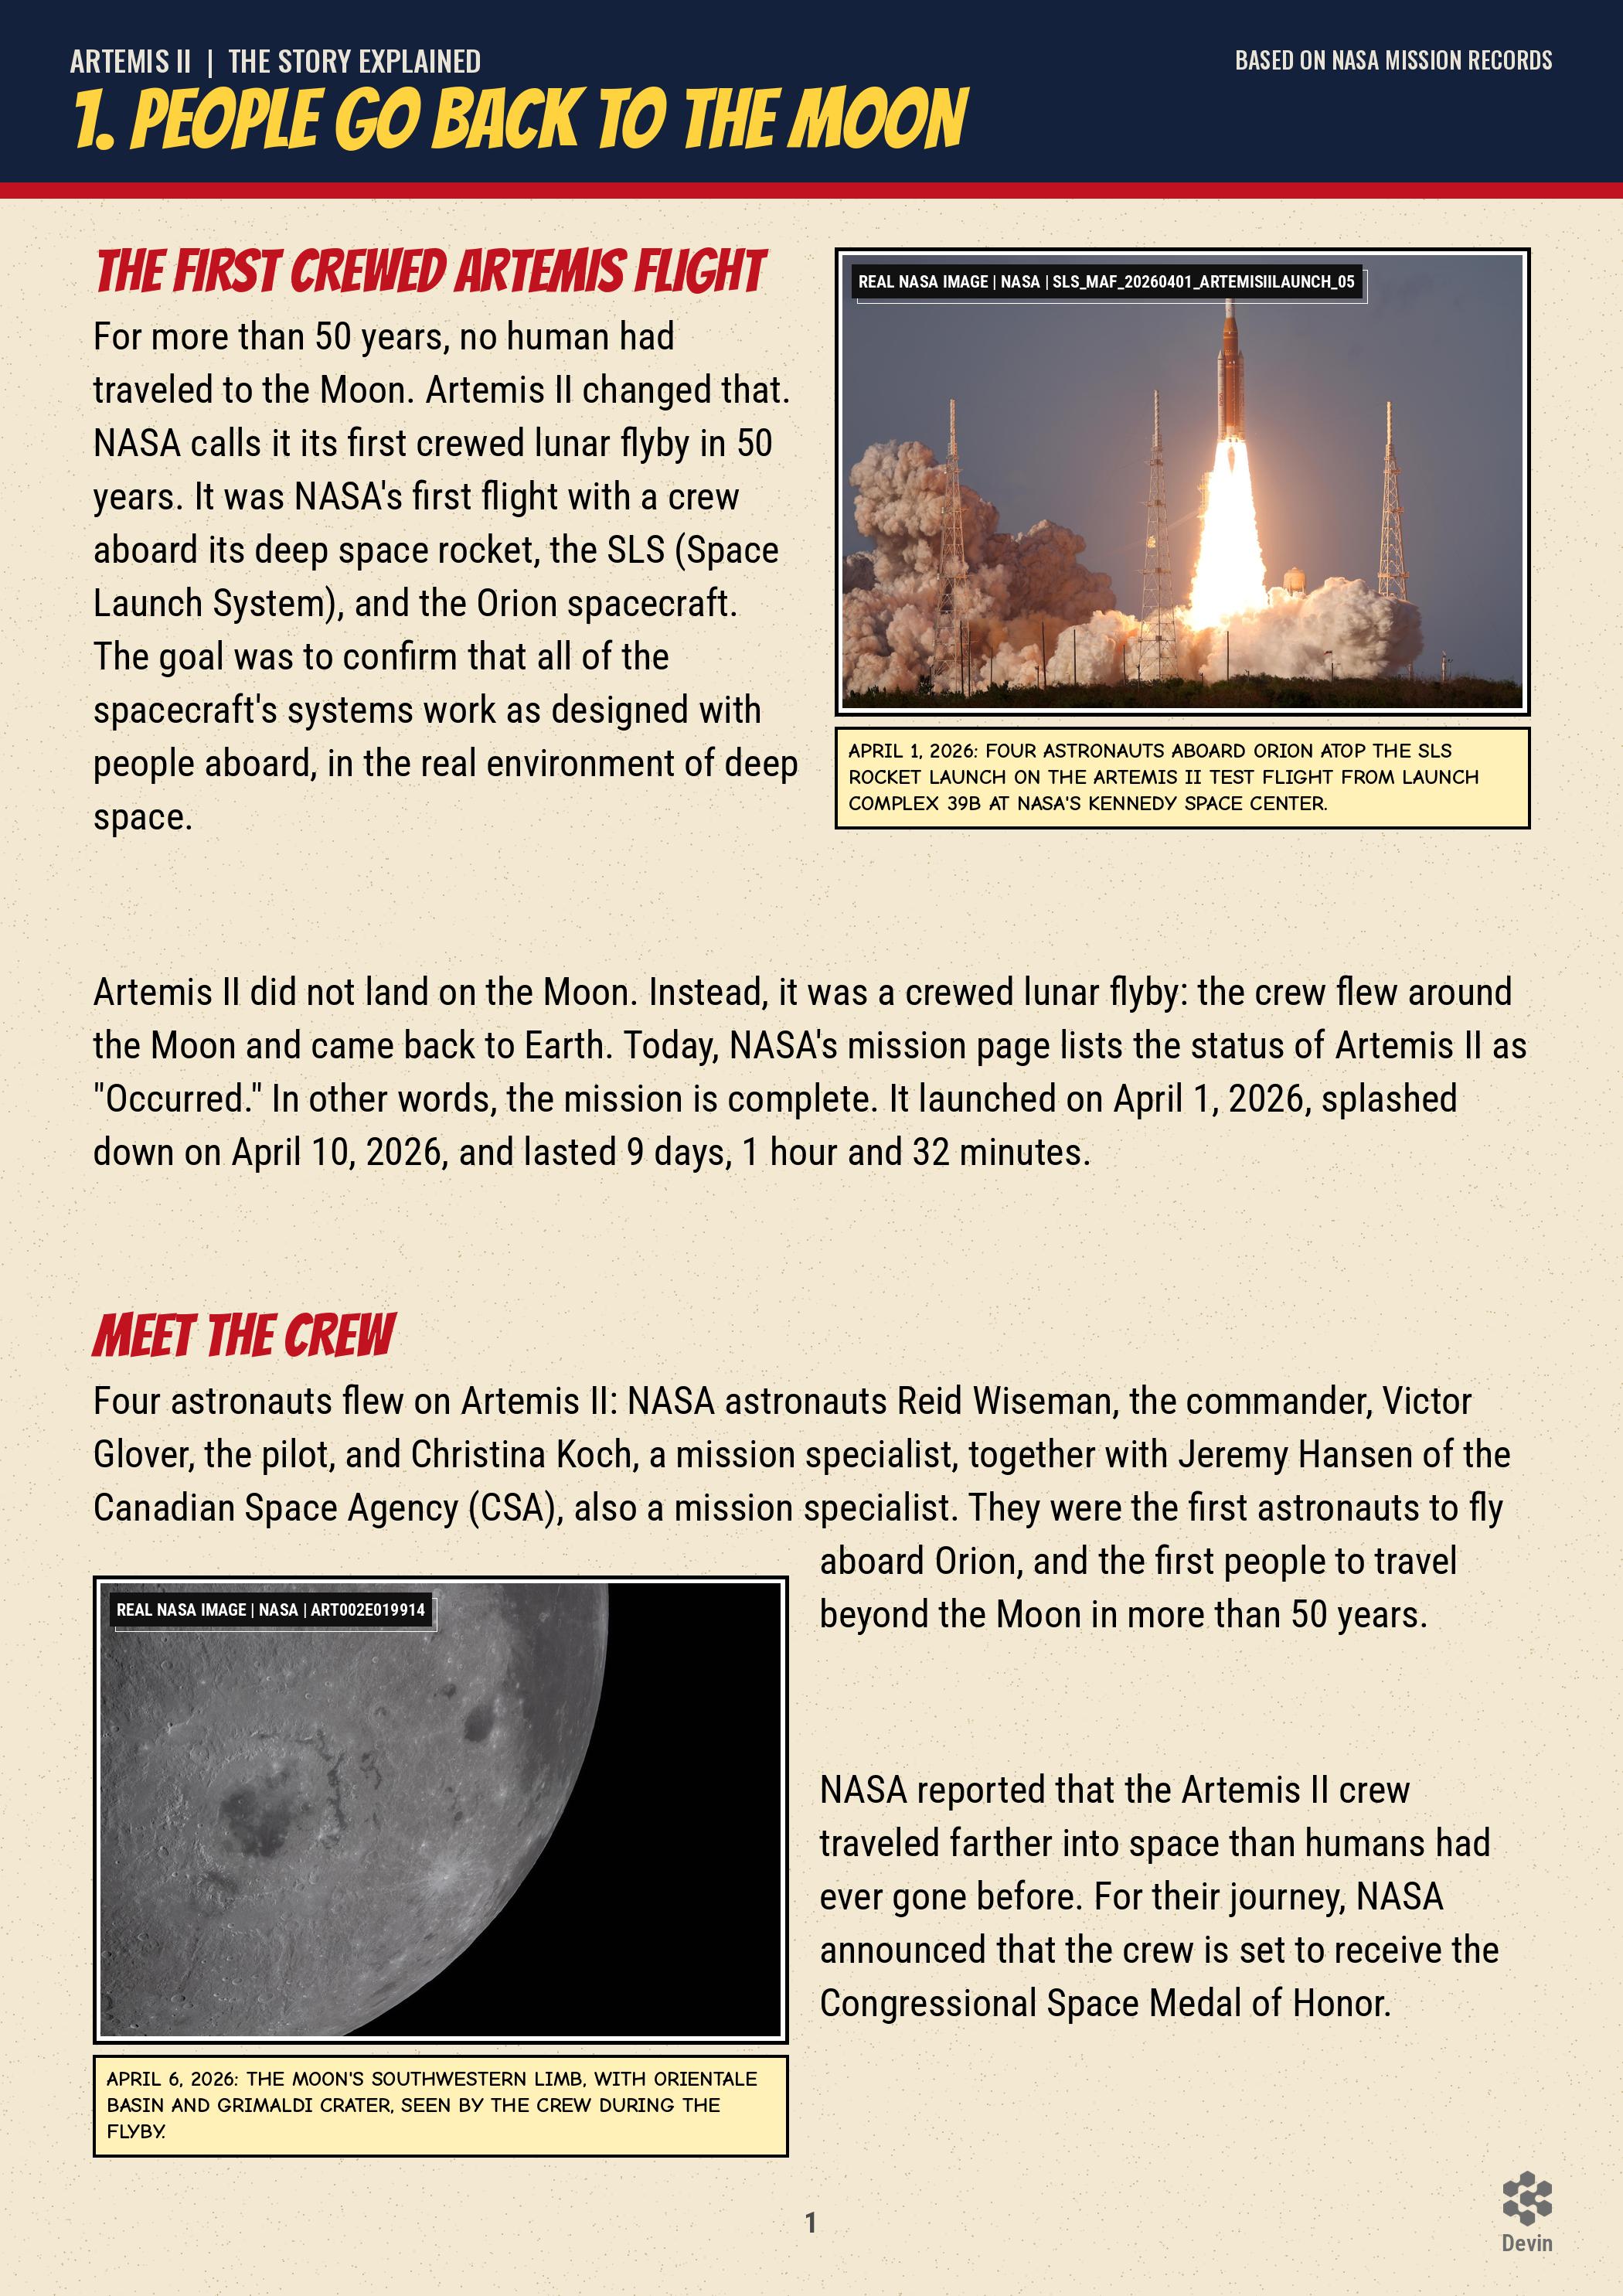 ARTEMIS II | THE STORY EXPLAINED
BASED ON NASA MISSION RECORDS
1. PEOPLE GO BACK TO THE MOON
THE FIRST CREWED ARTEMIS FLIGHT
For more than 50 years, no human had
traveled to the Moon. Artemis II changed that.
NASA calls it its first crewed lunar flyby in 50
years. It was NASA's first flight with a crew
aboard its deep space rocket, the SLS (Space
Launch System), and the Orion spacecraft.
The goal was to confirm that all of the
spacecraft's systems work as designed with
people aboard, in the real environment of deep
space.
REAL NASA IMAGE | NASA | SLS_MAF_20260401_ARTEMISIILAUNCH_05
APRIL 1, 2026: FOUR ASTRONAUTS ABOARD ORION ATOP THE SLS
ROCKET LAUNCH ON THE ARTEMIS II TEST FLIGHT FROM LAUNCH
COMPLEX 39B AT NASA'S KENNEDY SPACE CENTER.
Artemis II did not land on the Moon. Instead, it was a crewed lunar flyby: the crew flew around
the Moon and came back to Earth. Today, NASA's mission page lists the status of Artemis II as
"Occurred." In other words, the mission is complete. It launched on April 1, 2026, splashed
down on April 10, 2026, and lasted 9 days, 1 hour and 32 minutes.
MEET THE CREW
Four astronauts flew on Artemis II: NASA astronauts Reid Wiseman, the commander, Victor
Glover, the pilot, and Christina Koch, a mission specialist, together with Jeremy Hansen of the
Canadian Space Agency (CSA), also a mission specialist. They were the first astronauts to fly
aboard Orion, and the first people to travel
beyond the Moon in more than 50 years.
REAL NASA IMAGE | NASA | ART002E019914
APRIL 6, 2026: THE MOON'S SOUTHWESTERN LIMB, WITH ORIENTALE
BASIN AND GRIMALDI CRATER, SEEN BY THE CREW DURING THE
FLYBY.
NASA reported that the Artemis II crew
traveled farther into space than humans had
ever gone before. For their journey, NASA
announced that the crew is set to receive the
Congressional Space Medal of Honor.
1
Devin